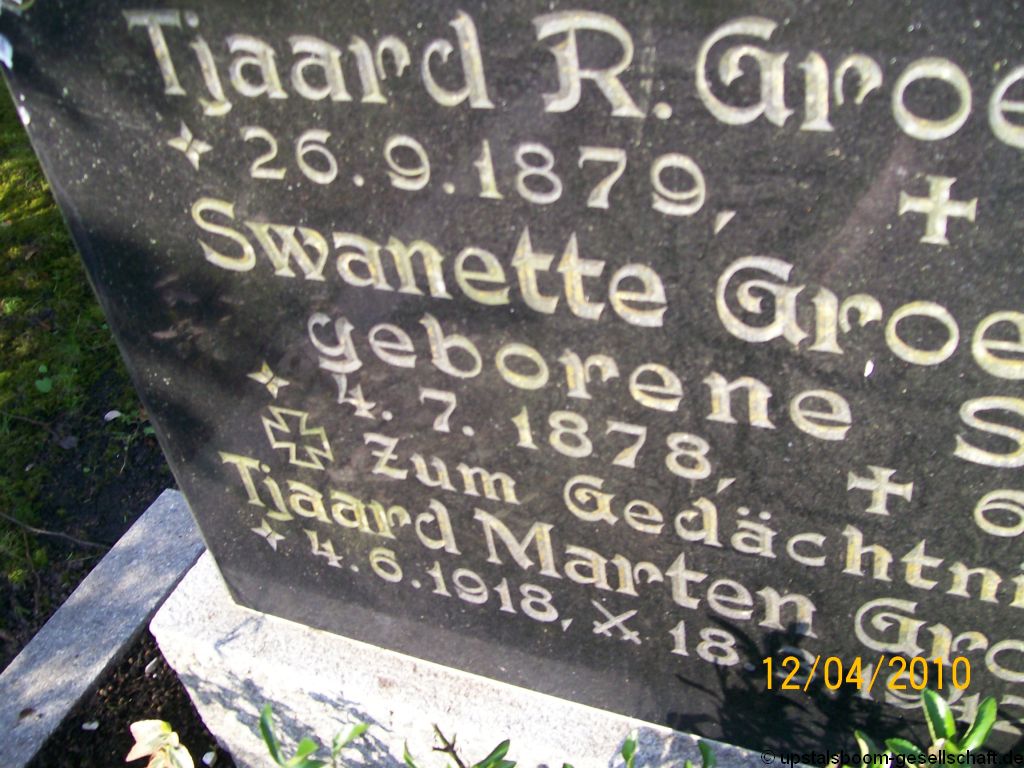 Tjaard R. Groe
26.9.1879,
Swanette Groe
geborene S
4.7.1878, 6
Zum Gedächtni
Tjaard Marten Gro
4.6.1918, 18.
12/04/2010
© upstalsboom-gesellschaft.de